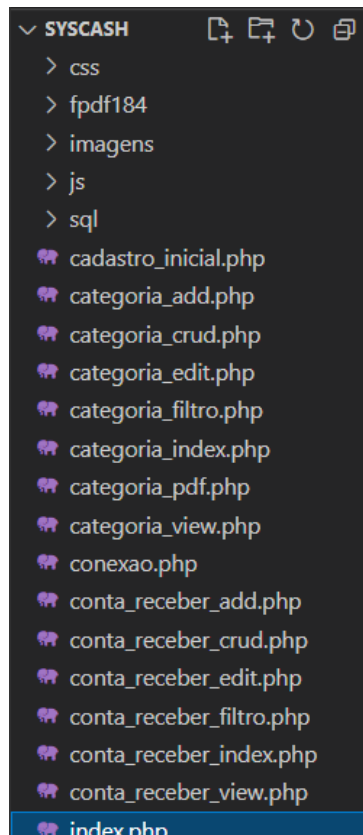 SYSCASH
css
fpdf184
imagens
js
sql
cadastro_inicial.php
categoria_add.php
categoria_crud.php
categoria_edit.php
categoria_filtro.php
categoria_index.php
categoria_pdf.php
categoria_view.php
conexao.php
conta_receber_add.php
conta_receber_crud.php
conta_receber_edit.php
conta_receber_filtro.php
conta_receber_index.php
conta_receber_view.php
index.php